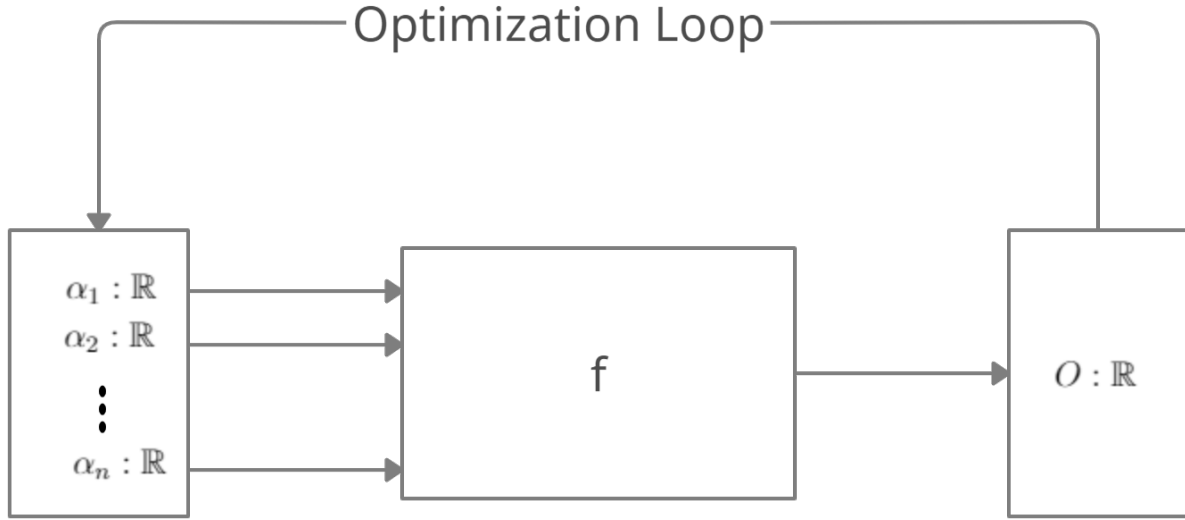 Optimization Loop
α₁ : ℝ
α₂ : ℝ
⋮
αₙ : ℝ
f
O : ℝ